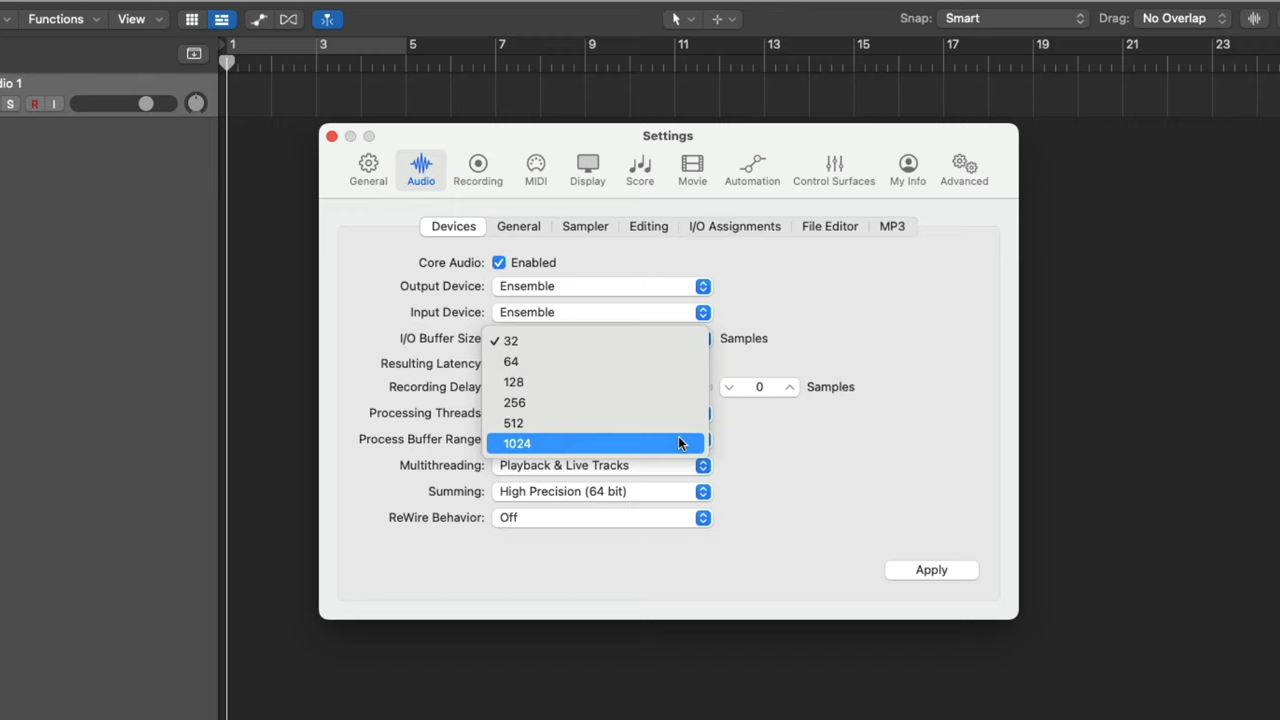 Functions View Snap: Smart Drag: No Overlap
1 3 5 7 9 11 13 15 17 19 21 23
dio 1
S R I
Settings
General Audio Recording MIDI Display Score Movie Automation Control Surfaces My Info Advanced
Devices General Sampler Editing I/O Assignments File Editor MP3
Core Audio: Enabled
Output Device: Ensemble
Input Device: Ensemble
I/O Buffer Size Samples
✓ 32
64
Resulting Latency
128
Recording Delay 0 Samples
256
Processing Threads
512
Process Buffer Range
1024
Multithreading: Playback & Live Tracks
Summing: High Precision (64 bit)
ReWire Behavior: Off
Apply